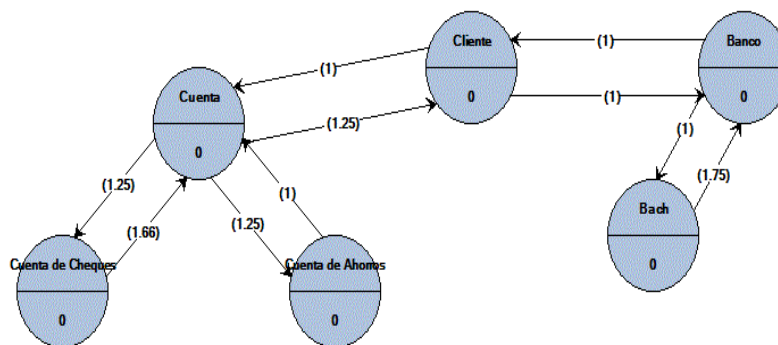 Cliente
Banco
(1)
(1)
Cuenta
0
(1)
0
(1.25)
0
(1)
(1.25)
(1)
(1.75)
Bach
(1.66)
(1.25)
Cuenta de Cheques
Cuenta de Ahorros
0
0
0